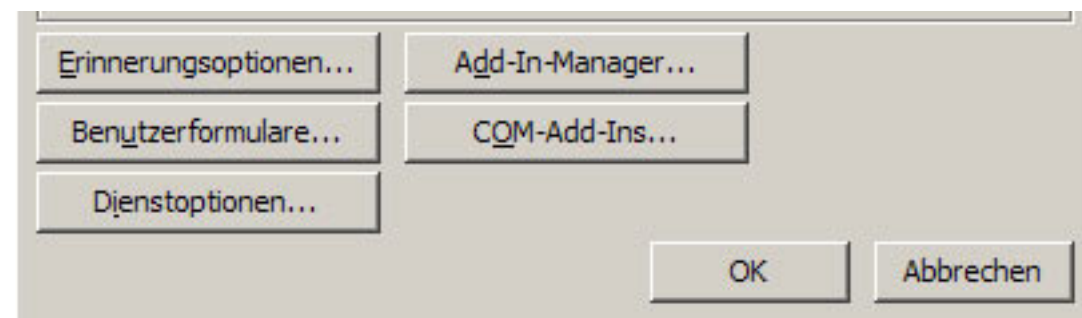 Erinnerungsoptionen... Add-In-Manager...
Benutzerformulare... COM-Add-Ins...
Dienstoptionen...
OK Abbrechen